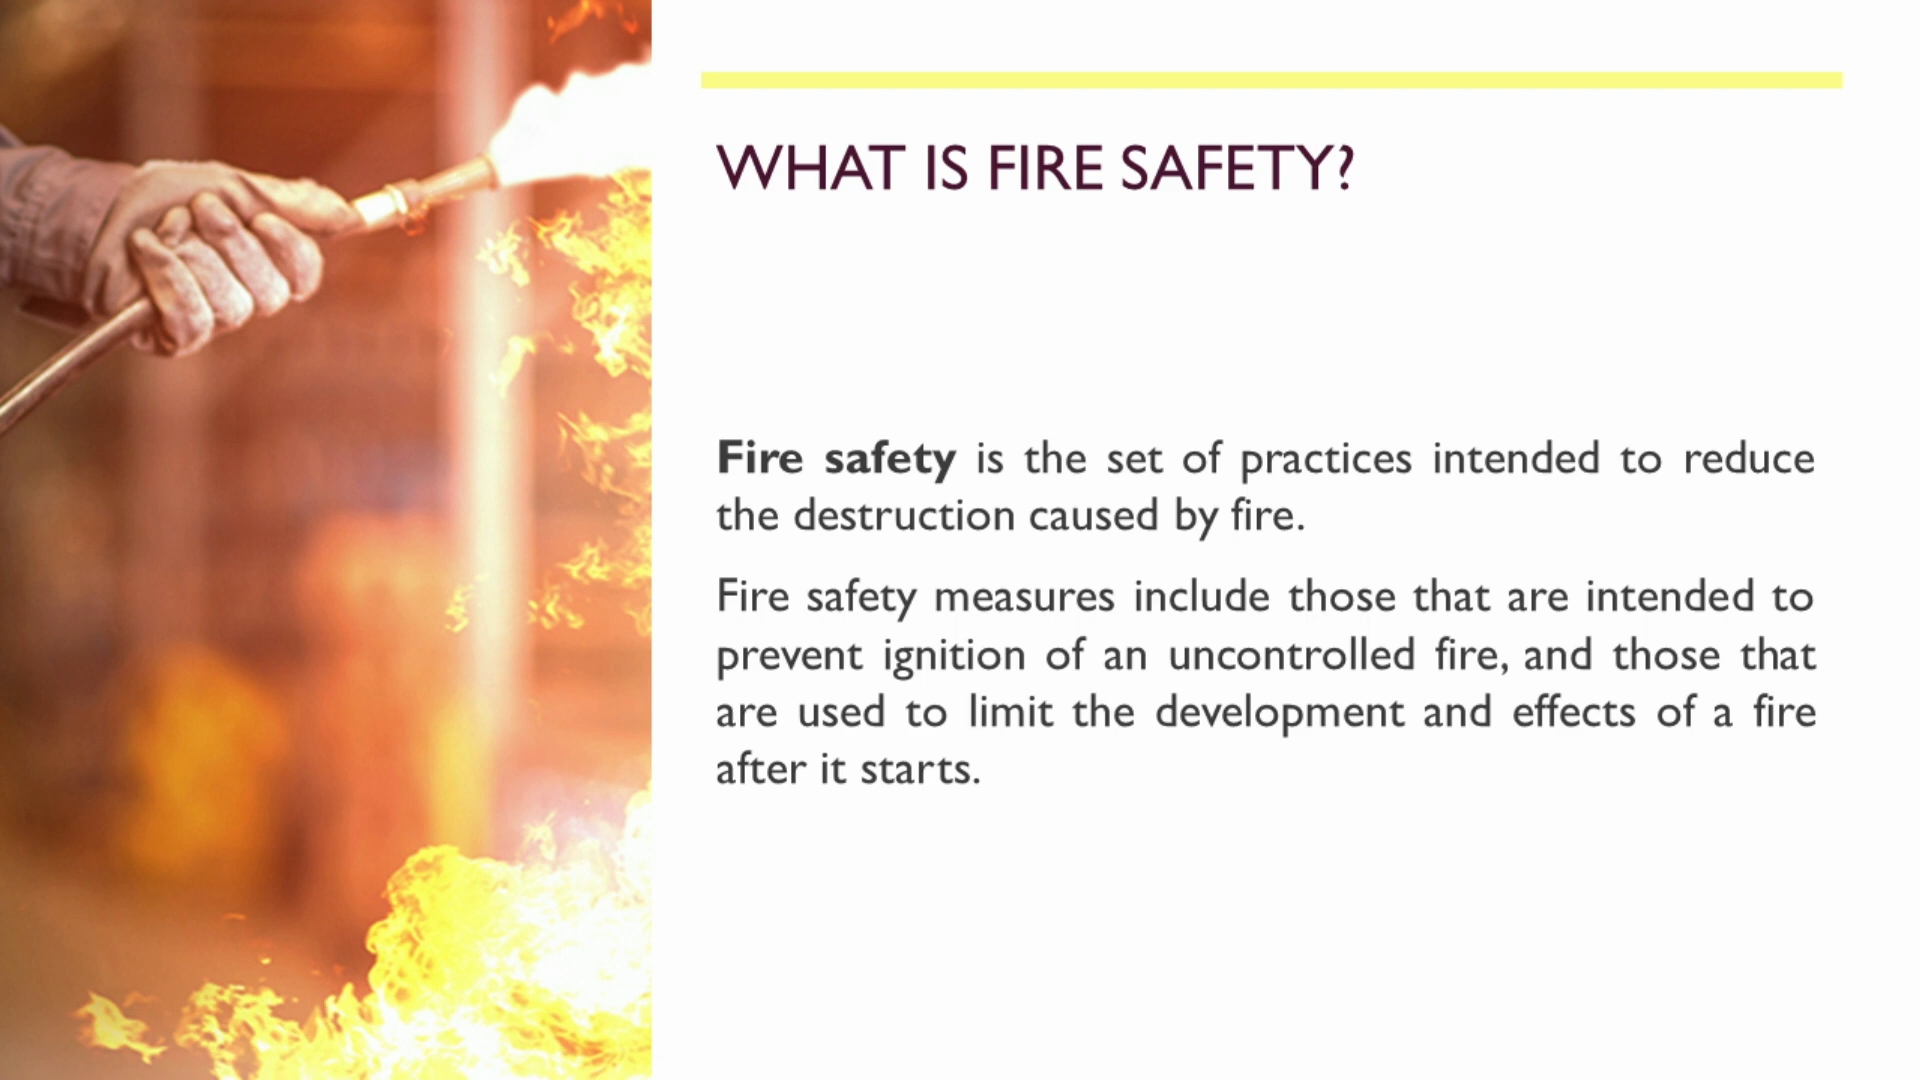 WHAT IS FIRE SAFETY?
Fire safety is the set of practices intended to reduce
the destruction caused by fire.
Fire safety measures include those that are intended to
prevent ignition of an uncontrolled fire, and those that
are used to limit the development and effects of a fire
after it starts.